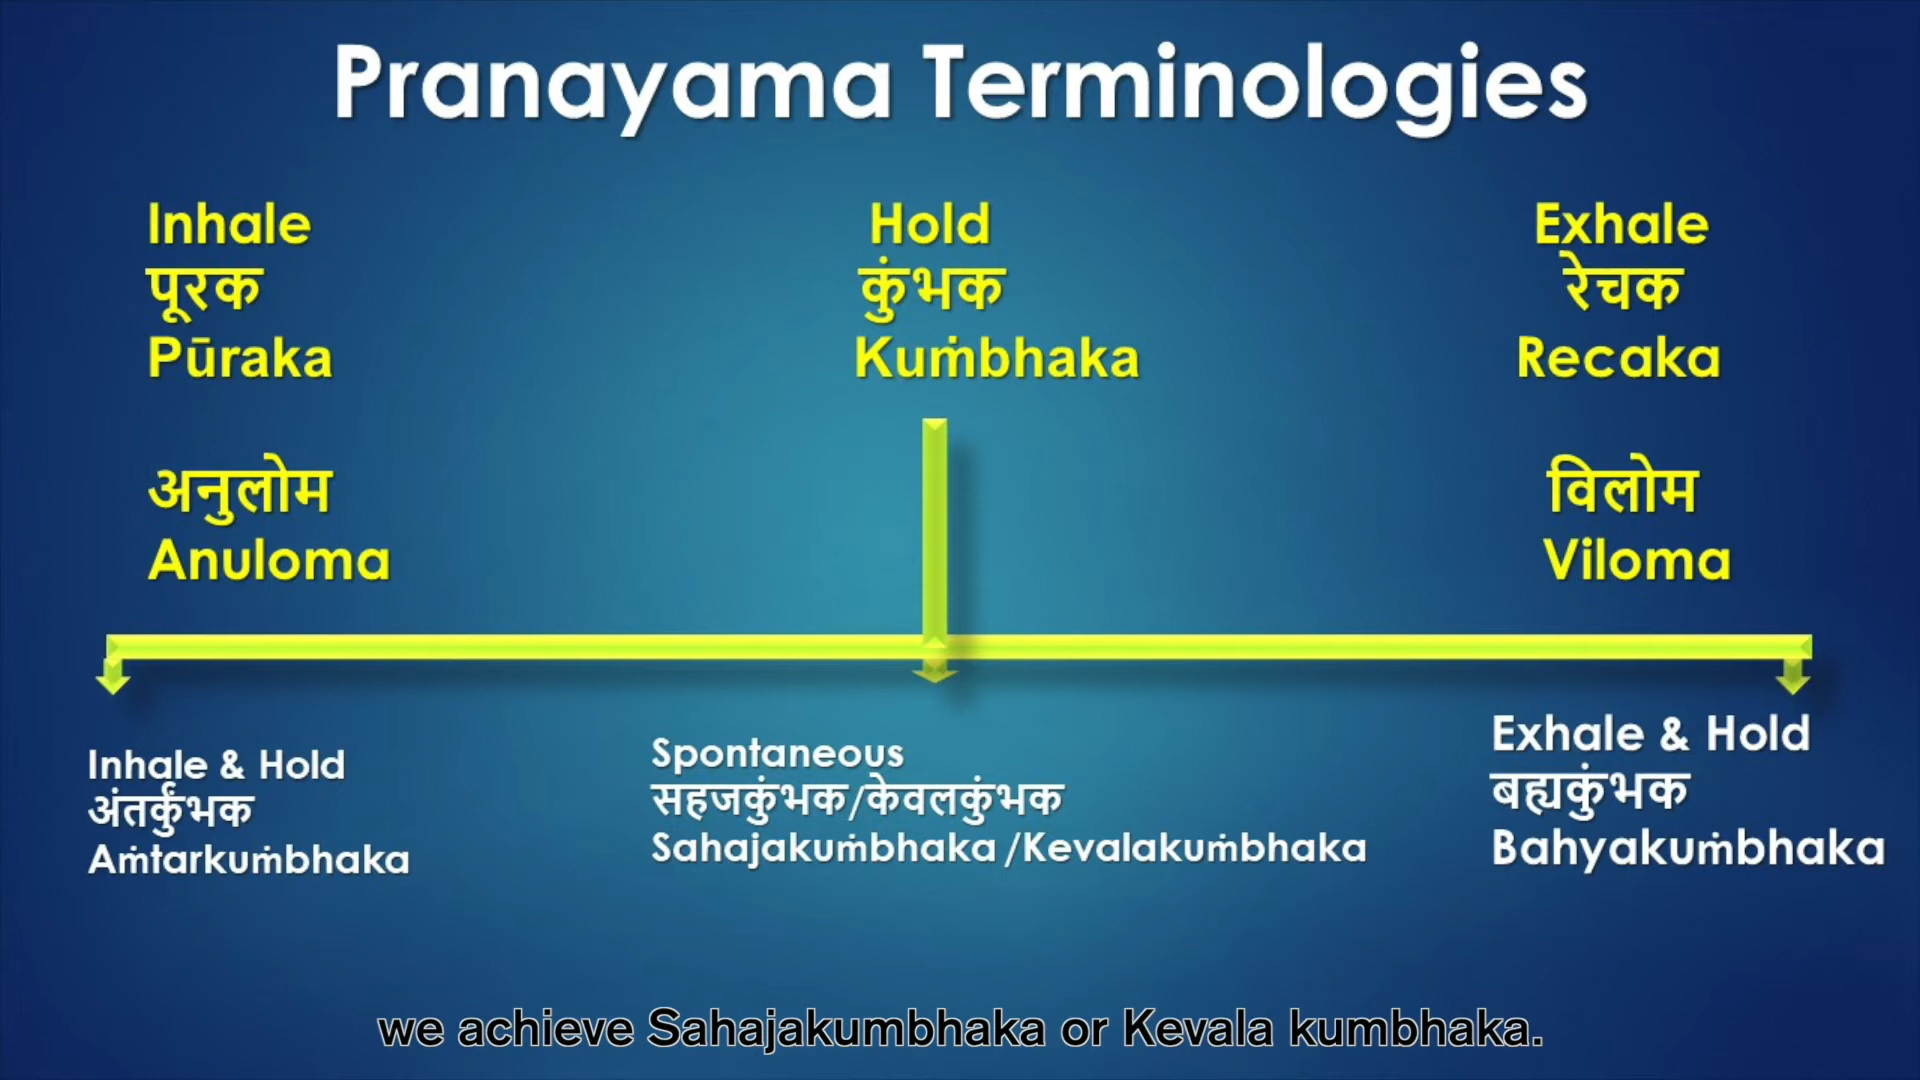 Pranayama Terminologies
Inhale
पूरक
Pūraka
Hold
कुंभक
Kuṁbhaka
Exhale
रेचक
Recaka
अनुलोम
Anuloma
विलोम
Viloma
Inhale & Hold
अंतर्कुंभक
Aṁtarkuṁbhaka
Spontaneous
सहजकुंभक/केवलकुंभक
Sahajakuṁbhaka /Kevalakuṁbhaka
Exhale & Hold
बह्यकुंभक
Bahyakuṁbhaka
we achieve Sahajakumbhaka or Kevala kumbhaka.